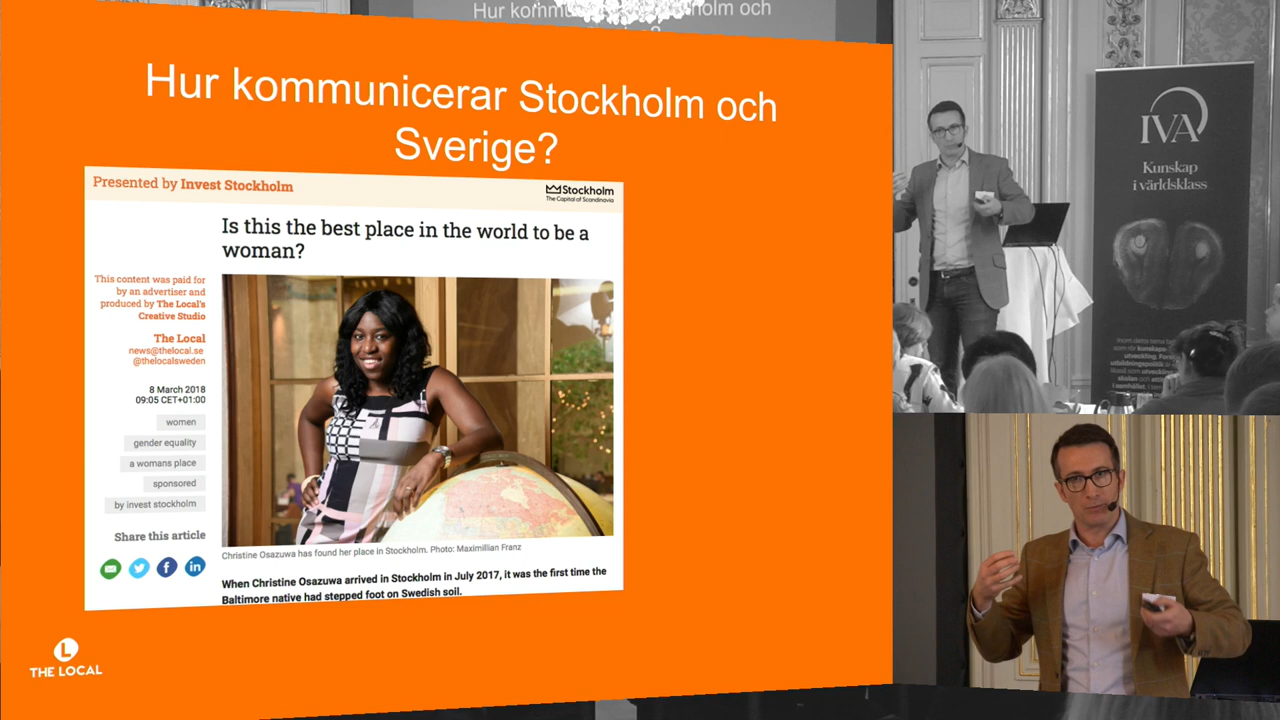 Hur kommunicerar Stockholm och
Sverige?
Presented by Invest Stockholm
Stockholm
The Capital of Scandinavia
Is this the best place in the world to be a
woman?
This content was paid for
by an advertiser and
produced by The Local's
Creative Studio
The Local
news@thelocal.se
@thelocalsweden
8 March 2018
09:05 CET+01:00
women
gender equality
a womans place
sponsored
by invest stockholm
Share this article
Christine Osazuwa has found her place in Stockholm. Photo: Maximillian Franz
When Christine Osazuwa arrived in Stockholm in July 2017, it was the first time the
Baltimore native had stepped foot on Swedish soil.
L
THE LOCAL
IVA
Kunskap
i världsklass